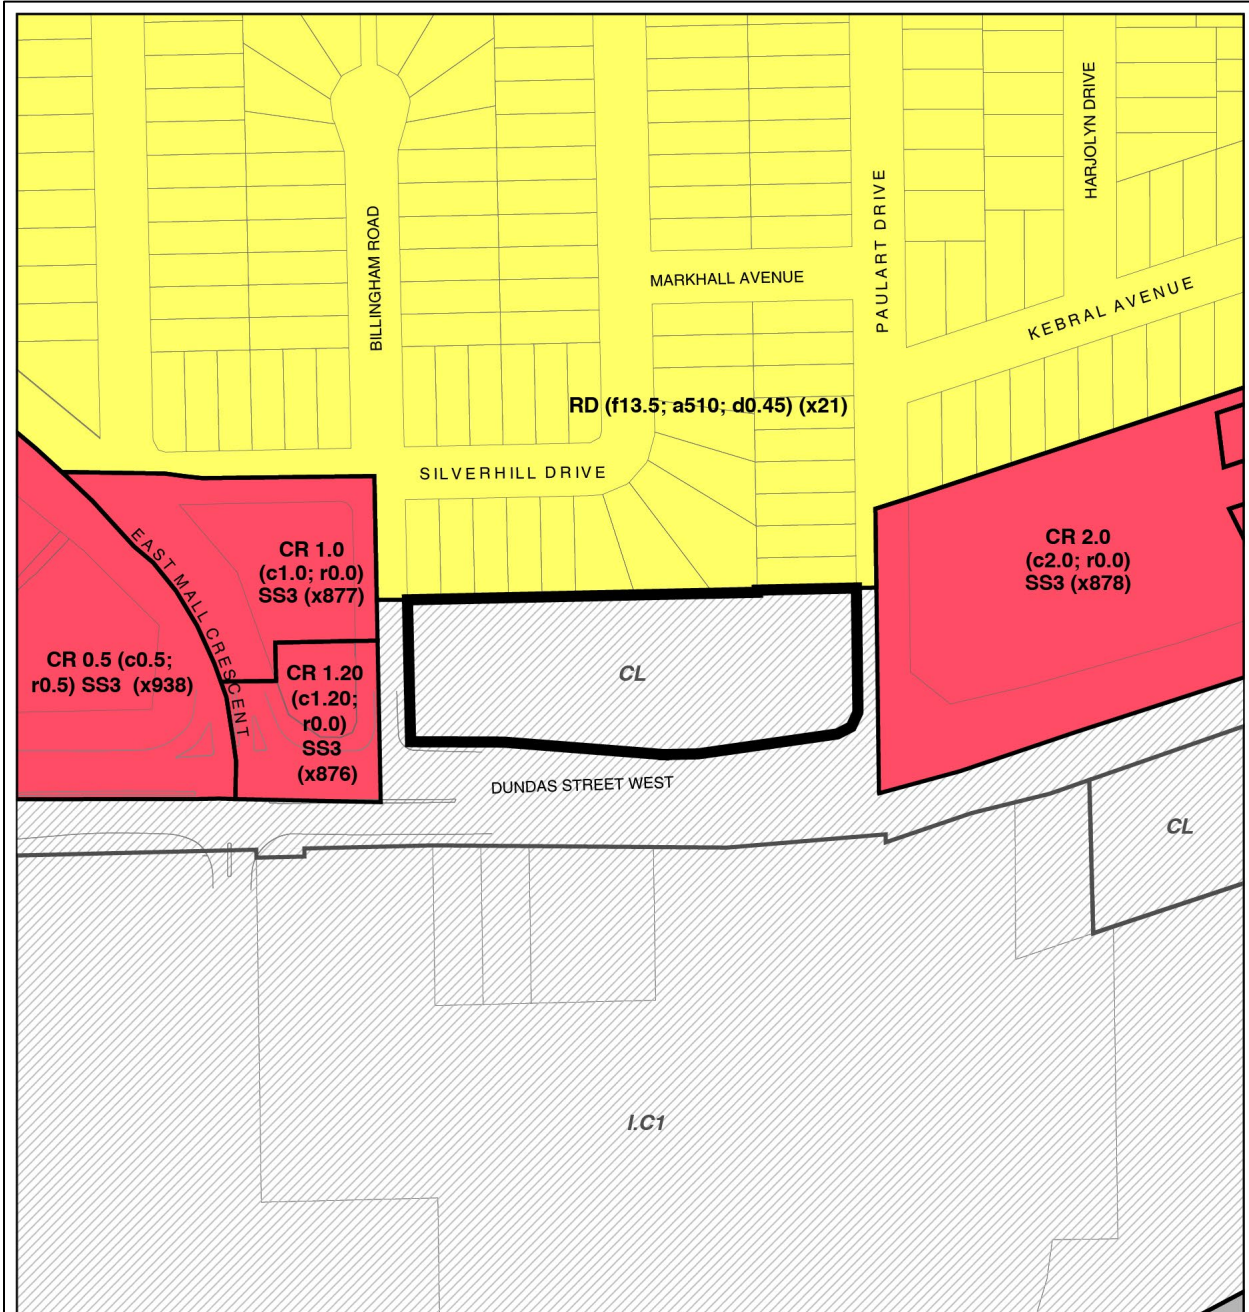 HARJOLYN DRIVE
PAULART DRIVE
BILLINGHAM ROAD
MARKHALL AVENUE
KEBRAL AVENUE
RD (f13.5; a510; d0.45) (x21)
SILVERHILL DRIVE
EAST MALL CRESCENT
CR 1.0
(c1.0; r0.0)
SS3 (x877)
CR 2.0
(c2.0; r0.0)
SS3 (x878)
CR 0.5 (c0.5;
r0.5) SS3 (x938)
CR 1.20
(c1.20;
r0.0)
SS3
(x876)
CL
DUNDAS STREET WEST
CL
I.C1